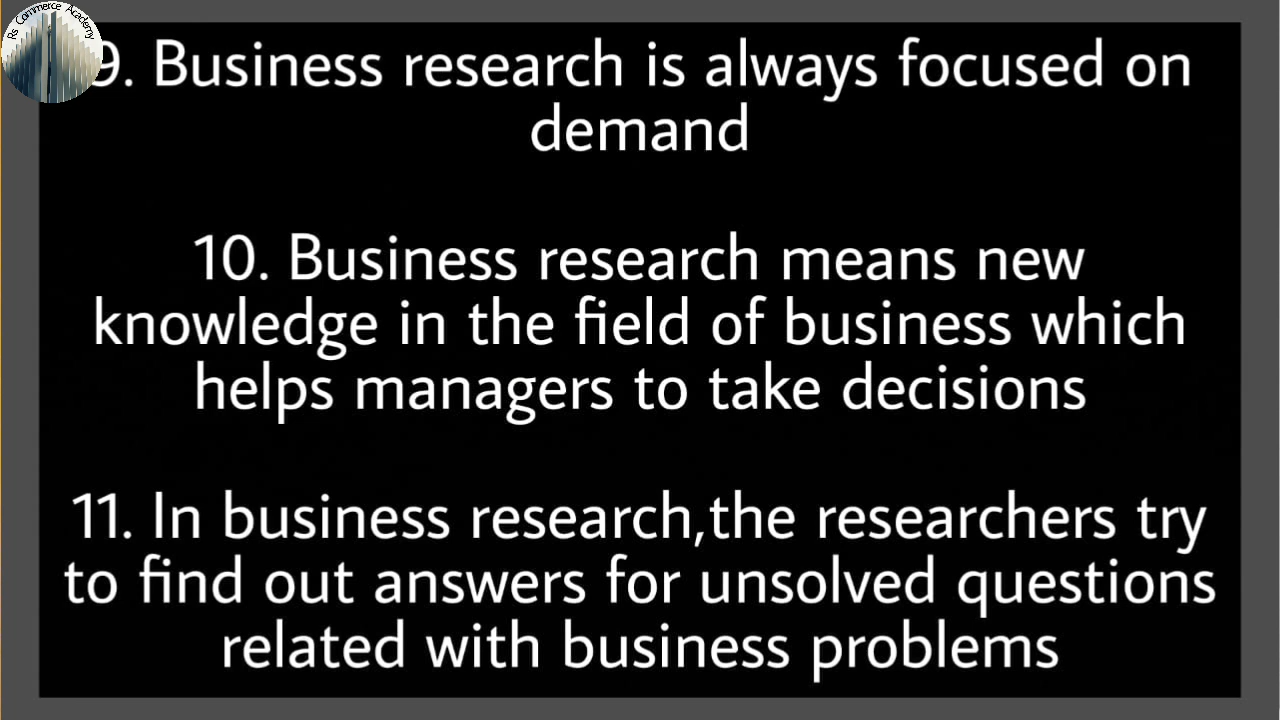 Rs Commerce Academy
9. Business research is always focused on
demand
10. Business research means new
knowledge in the field of business which
helps managers to take decisions
11. In business research,the researchers try
to find out answers for unsolved questions
related with business problems